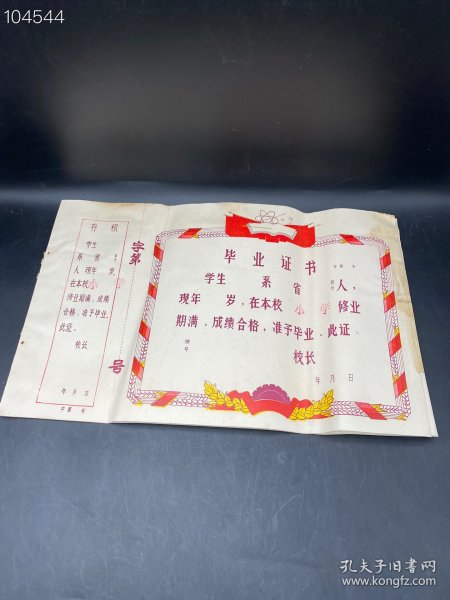 104544
存根
学生
系 省
人 现年 岁
在本校小学
修业期满,成绩
合格,准予毕业,
此证.
校长
年 月 日
字第 号
字第
号
毕业证书
学生 系 省 人,
现年 岁,在本校 小学 修业
期满,成绩合格,准予毕业,此证.
校长
年 月 日
孔夫子旧书网
www.kongfz.com